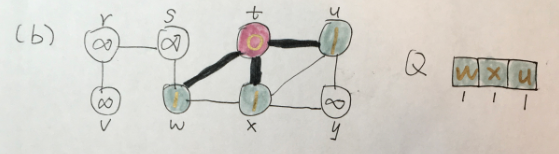 r s t u
(b) ∞ ∞ 0 1
Q w x u
∞ 1 1 ∞ 1 1 1
v w x y